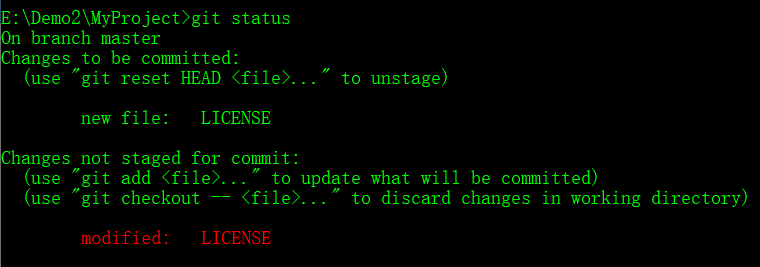 E:\Demo2\MyProject>git status
On branch master
Changes to be committed:
  (use "git reset HEAD <file>..." to unstage)
        new file:   LICENSE
Changes not staged for commit:
  (use "git add <file>..." to update what will be committed)
  (use "git checkout -- <file>..." to discard changes in working directory)
        modified:   LICENSE